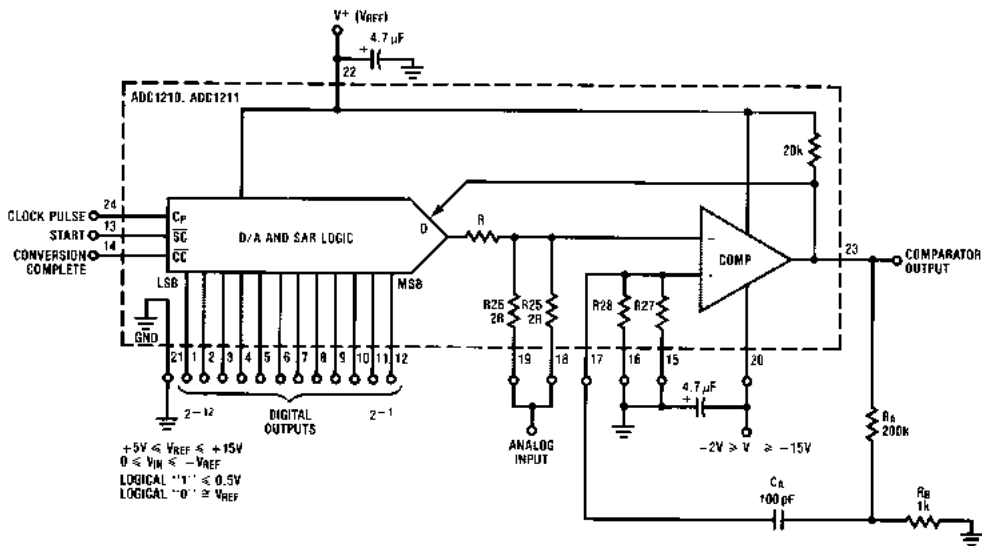 V+ (VREF)
4.7 µF
+
22
ADC1210, ADC1211
20k
CLOCK PULSE
24
CP
START
13
SC
CONVERSION COMPLETE
14
CC
D/A AND SAR LOGIC
D
R
LSB
MSB
COMP
–
23
COMPARATOR OUTPUT
R26
2R
R25
2R
R28
R27
GND
21
1
2
3
4
5
6
7
8
9
10
11
12
19
18
17
16
15
20
2–12
DIGITAL OUTPUTS
2–1
ANALOG INPUT
4.7 µF
+
–2V ≥ V ≥ –15V
RA
200k
CA
100 pF
RB
1k
+5V ≤ VREF ≤ +15V
0 ≤ VIN ≤ –VREF
LOGICAL "1" ≤ 0.5V
LOGICAL "0" ≅ VREF